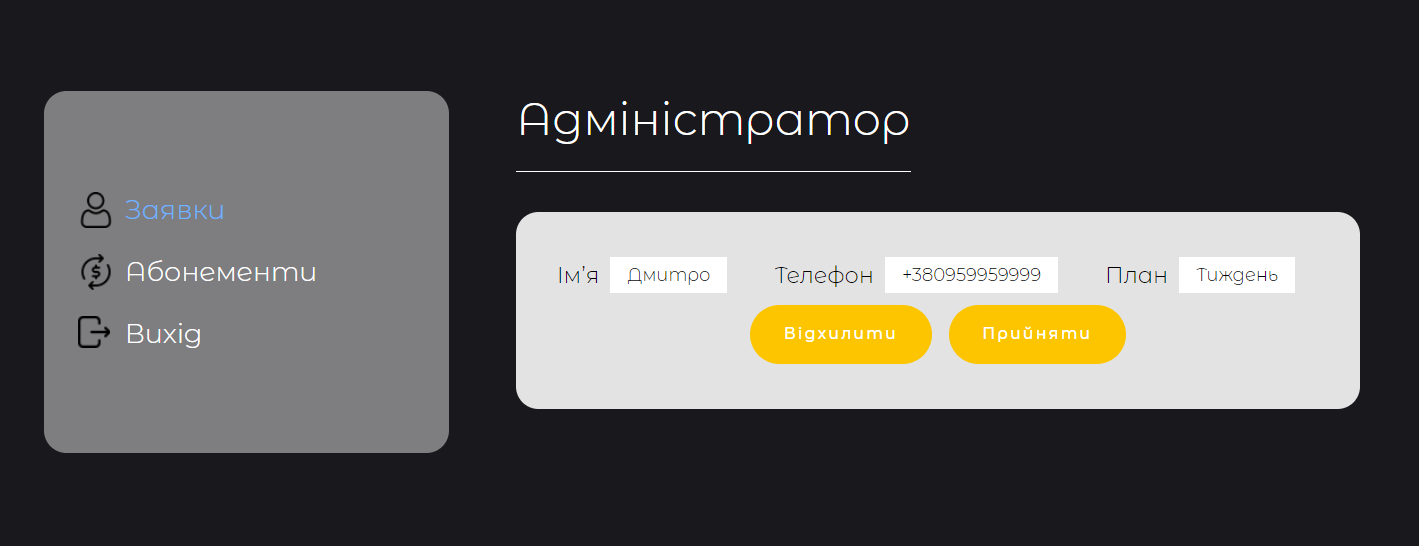 Адміністратор
Заявки
Абонементи
Вихід
Ім’я Дмитро Телефон +380959959999 План Тиждень
Відхилити Прийняти